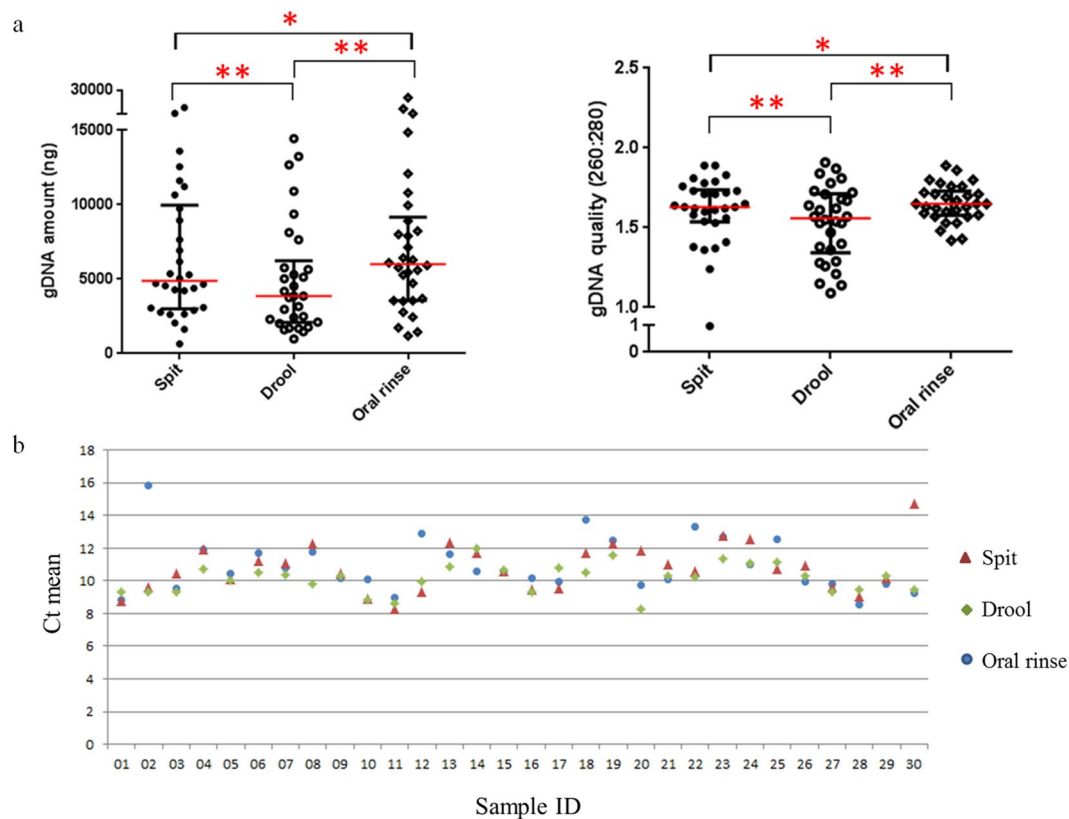 a
*
**
**
30000
15000
10000
5000
0
gDNA amount (ng)
Spit
Drool
Oral rinse
*
**
**
2.5
2.0
1.5
1.0
1
0
gDNA quality (260:280)
Spit
Drool
Oral rinse
b
18
16
14
12
10
8
6
4
2
0
Ct mean
01 02 03 04 05 06 07 08 09 10 11 12 13 14 15 16 17 18 19 20 21 22 23 24 25 26 27 28 29 30
Sample ID
Spit
Drool
Oral rinse